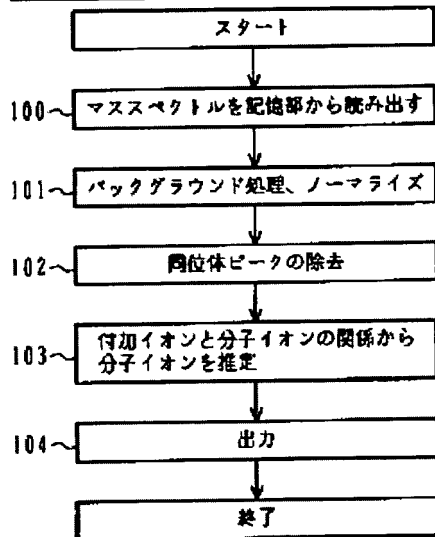 スタート
100 マススペクトルを記憶部から読み出す
101 バックグラウンド処理、ノーマライズ
102 同位体ピークの除去
103 付加イオンと分子イオンの関係から
分子イオンを推定
104 出力
終了